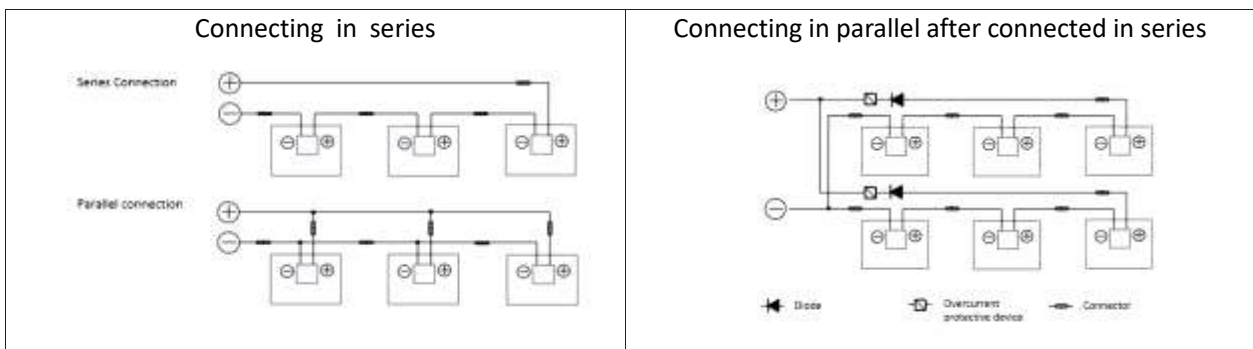 Connecting in series
Series Connection
Parallel connection
Connecting in parallel after connected in series
Diode
Overcurrent
protective device
Connector